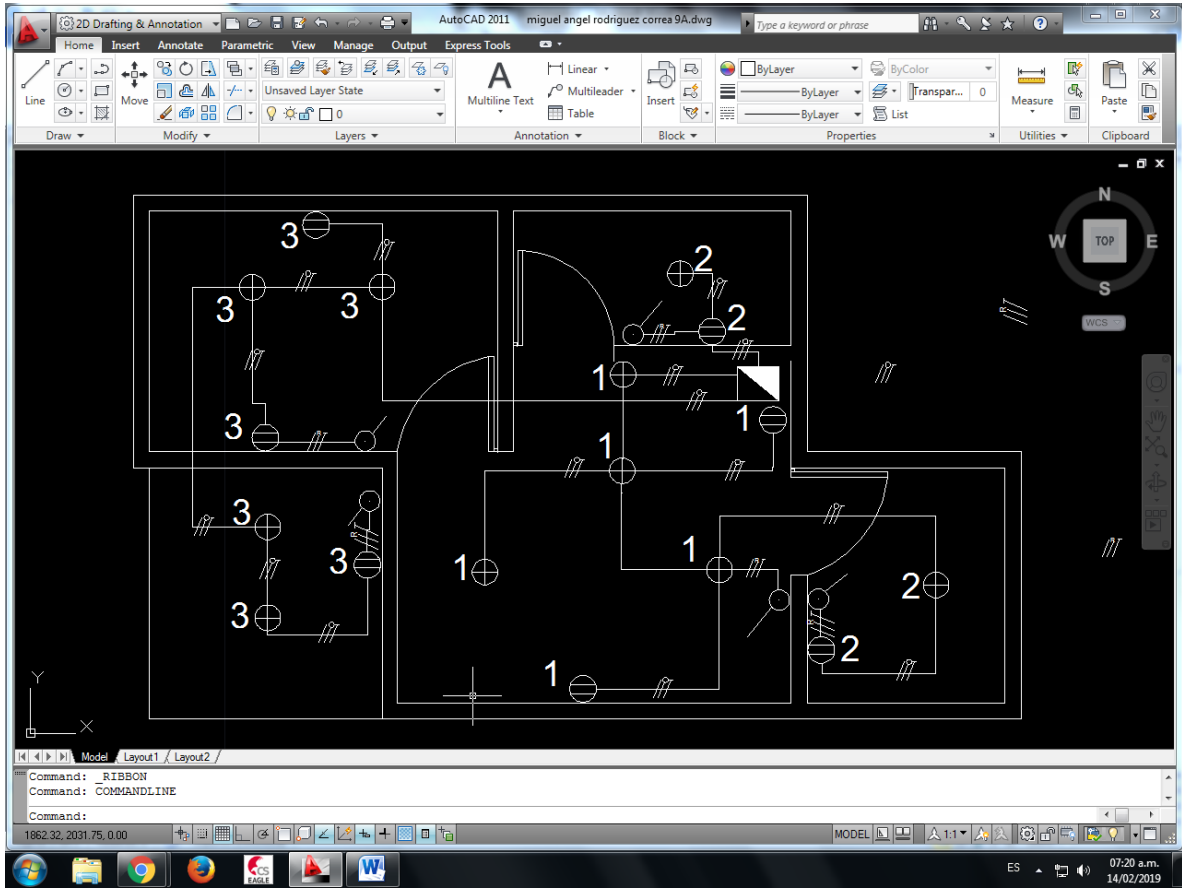 2D Drafting & Annotation
AutoCAD 2011 miguel angel rodriguez correa 9A.dwg
Type a keyword or phrase
Home Insert Annotate Parametric View Manage Output Express Tools
Line
Move
Unsaved Layer State
0
A
Multiline Text
Linear
Multileader
Table
Insert
ByLayer
ByLayer
ByLayer
ByColor
Transpar... 0
List
Measure
Paste
Draw Modify Layers Annotation Block Properties Utilities Clipboard
N
W TOP E
S
WCS
3
2
3 3
2
1
3 1
1
R T
3
3
1 1
2
3
1 2
Y
X
Model Layout1 Layout2
Command: _RIBBON
Command: COMMANDLINE
Command:
1862.32, 2031.75, 0.00
MODEL
A 1:1
CS
EAGLE
W
ES
07:20 a.m.
14/02/2019